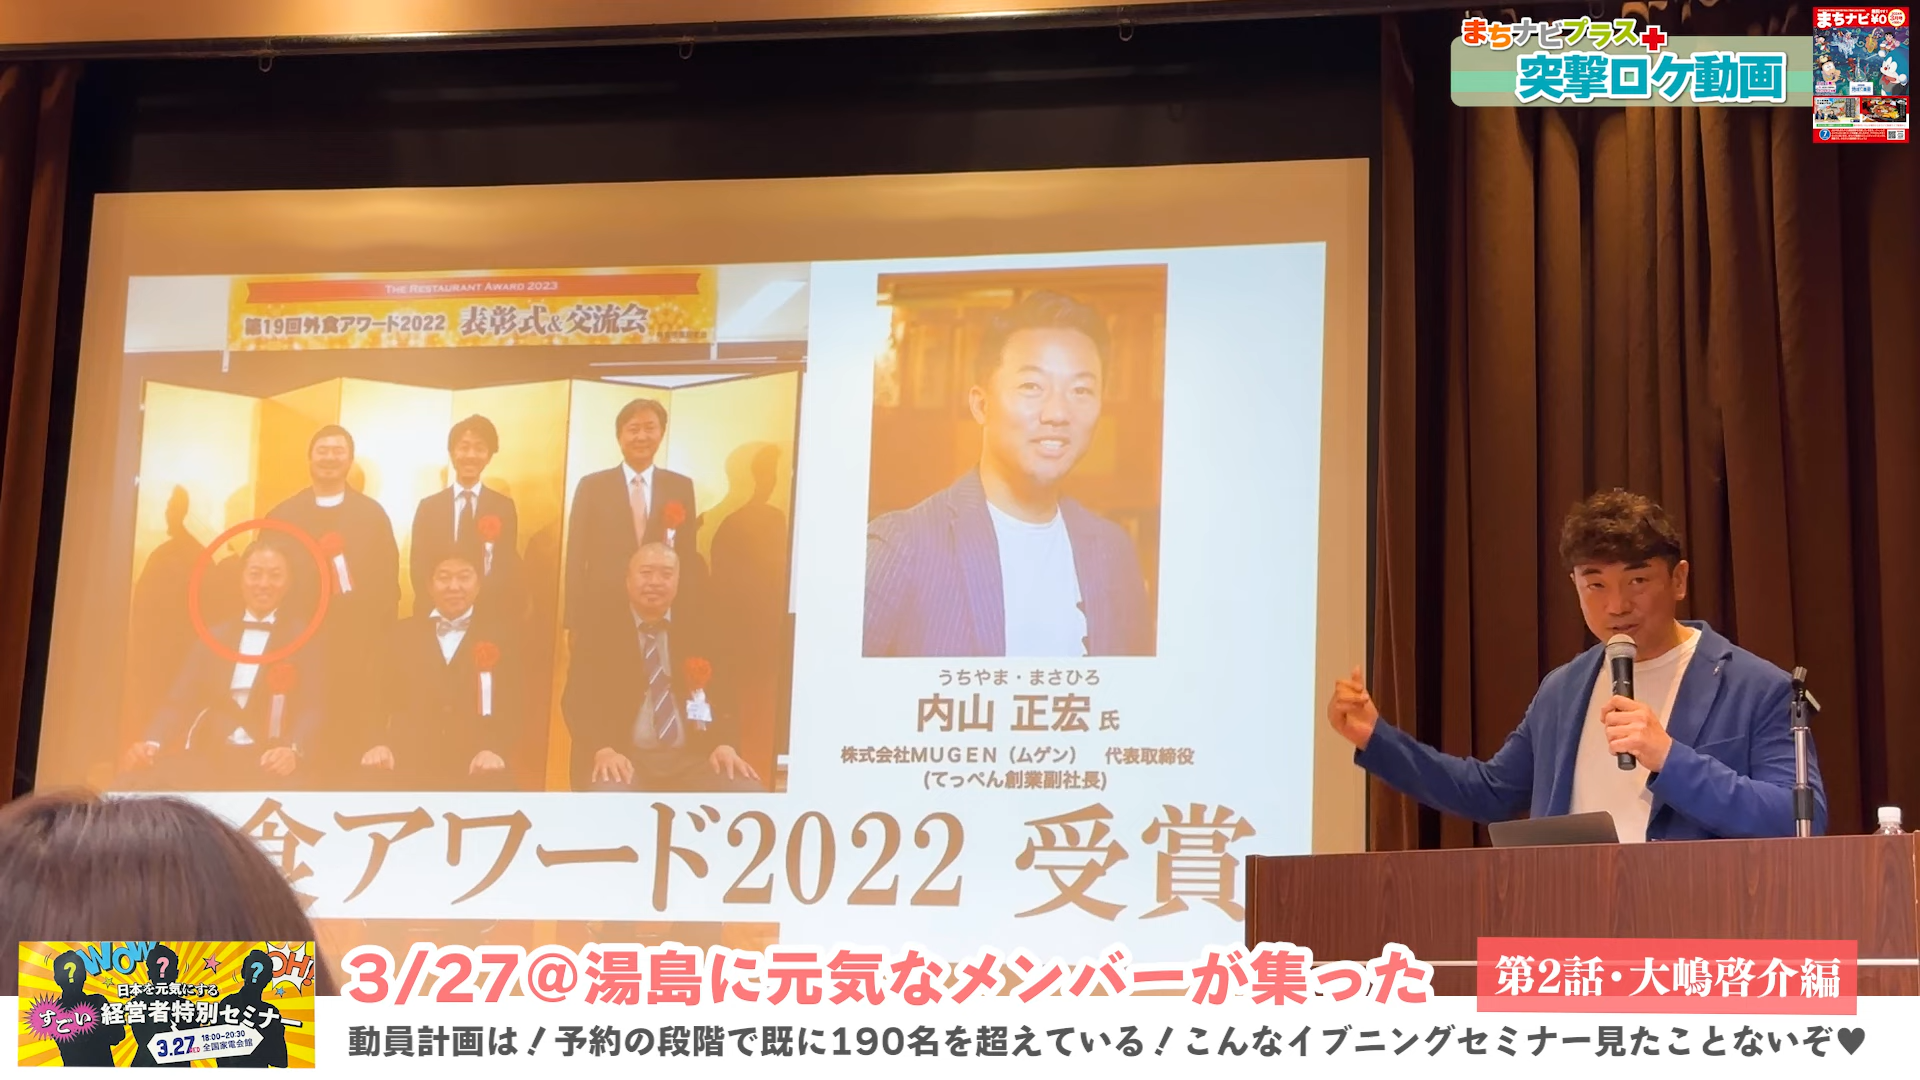 まちナビプラス+
突撃ロケ動画
まちナビ
¥0
THE RESTAURANT AWARD 2023
第19回外食アワード2022 表彰式&交流会
うちやま・まさひろ
内山 正宏 氏
株式会社MUGEN（ムゲン） 代表取締役
(てっぺん創業副社長)
食アワード2022 受賞
WOW
OH!
? ? ?
日本を元気にする
すごい
経営者特別セミナー
3.27 WED
18:00-20:30
全国家電会館
3/27@湯島に元気なメンバーが集った
第2話・大嶋啓介編
動員計画は！予約の段階で既に190名を超えている！こんなイブニングセミナー見たことないぞ♥